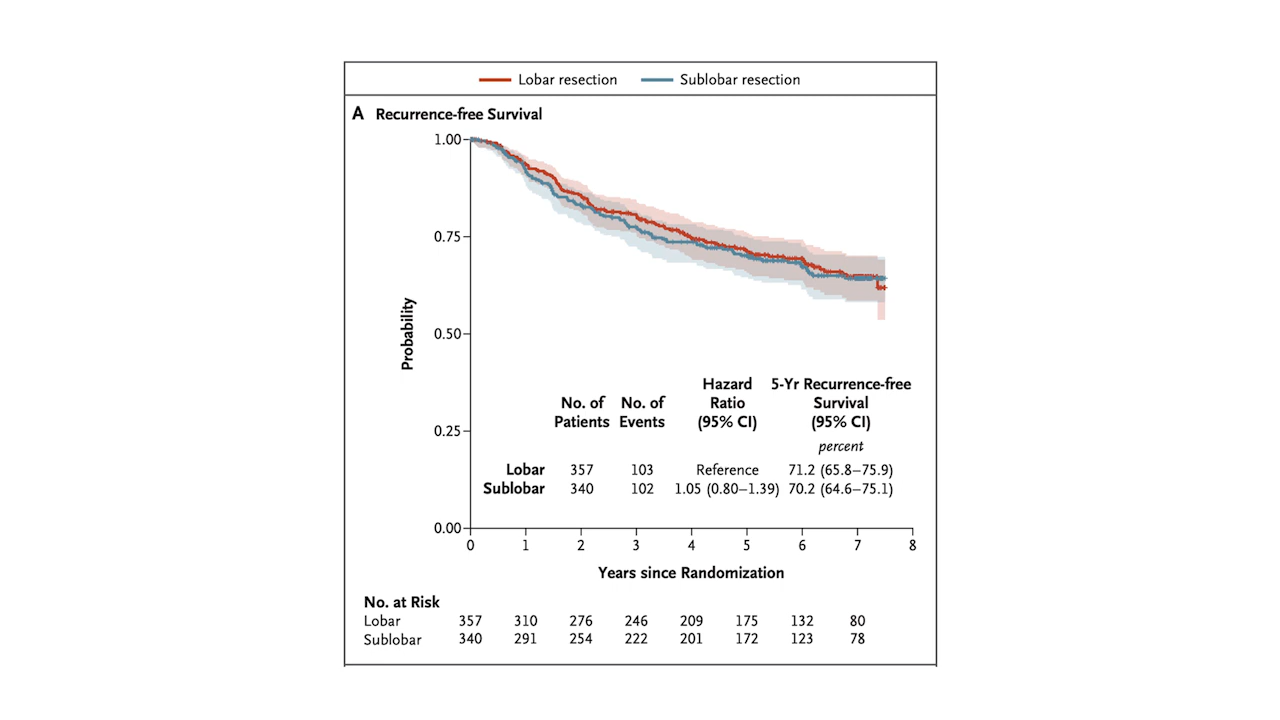 Lobar resection Sublobar resection
A Recurrence-free Survival
1.00
0.75
0.50
0.25
0.00
Probability
Hazard 5-Yr Recurrence-free
No. of No. of Ratio Survival
Patients Events (95% CI) (95% CI)
percent
Lobar 357 103 Reference 71.2 (65.8–75.9)
Sublobar 340 102 1.05 (0.80–1.39) 70.2 (64.6–75.1)
0 1 2 3 4 5 6 7 8
Years since Randomization
No. at Risk
Lobar 357 310 276 246 209 175 132 80
Sublobar 340 291 254 222 201 172 123 78